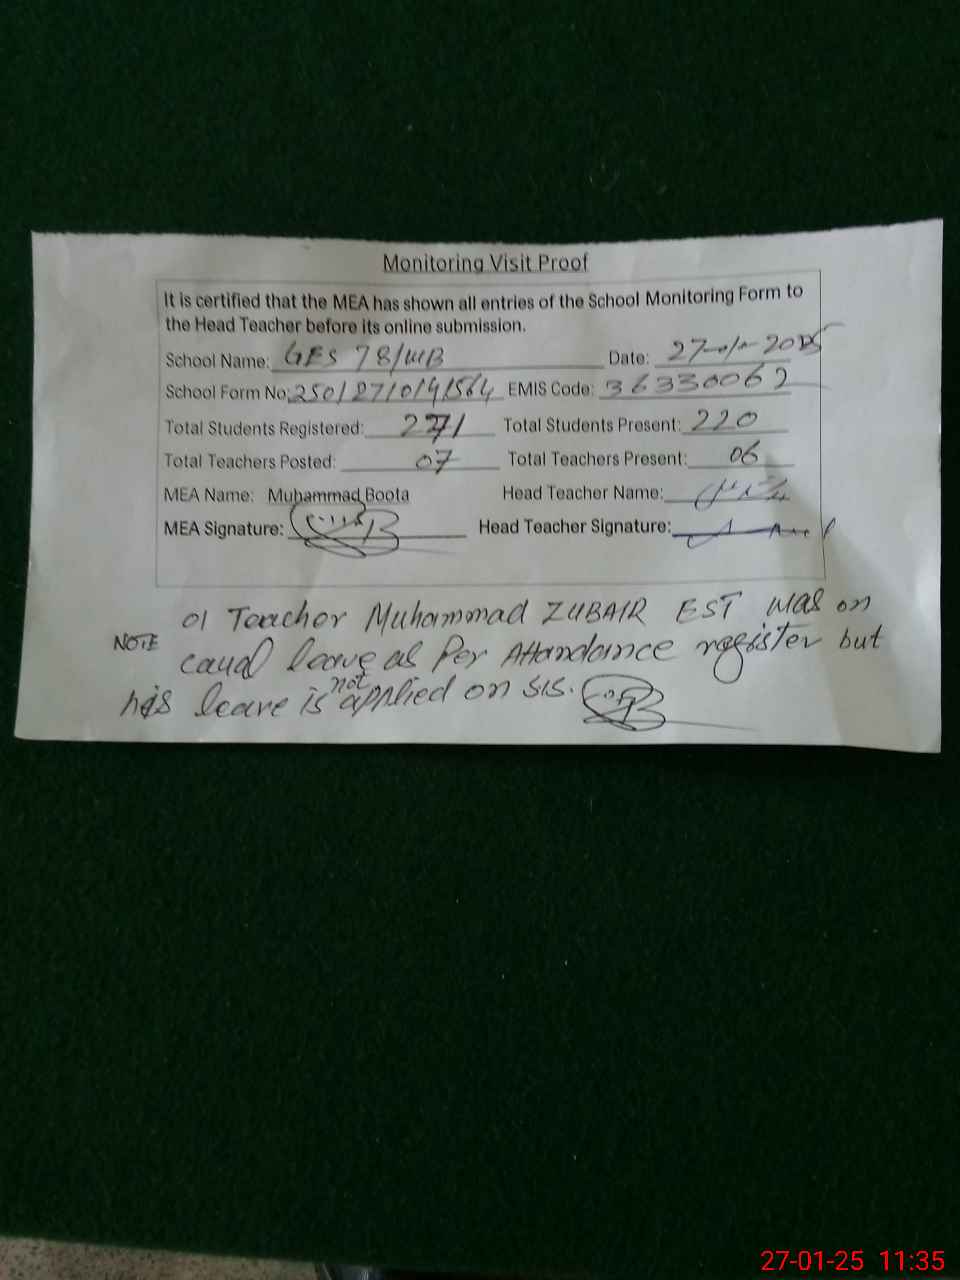 Monitoring Visit Proof
It is certified that the MEA has shown all entries of the School Monitoring Form to
the Head Teacher before its online submission.
School Name: GES 78/WB Date: 27-01-2025
School Form No: EMIS Code: 36330062
Total Students Registered: 271 Total Students Present: 220
Total Teachers Posted: 07 Total Teachers Present: 06
MEA Name: Muhammad Boota Head Teacher Name:
MEA Signature: Head Teacher Signature:
01 Teacher Muhammad ZUBAIR EST was on
NOTE caual leave as Per Attandance register but
his leave is not applied on SIS.
27-01-25 11:35